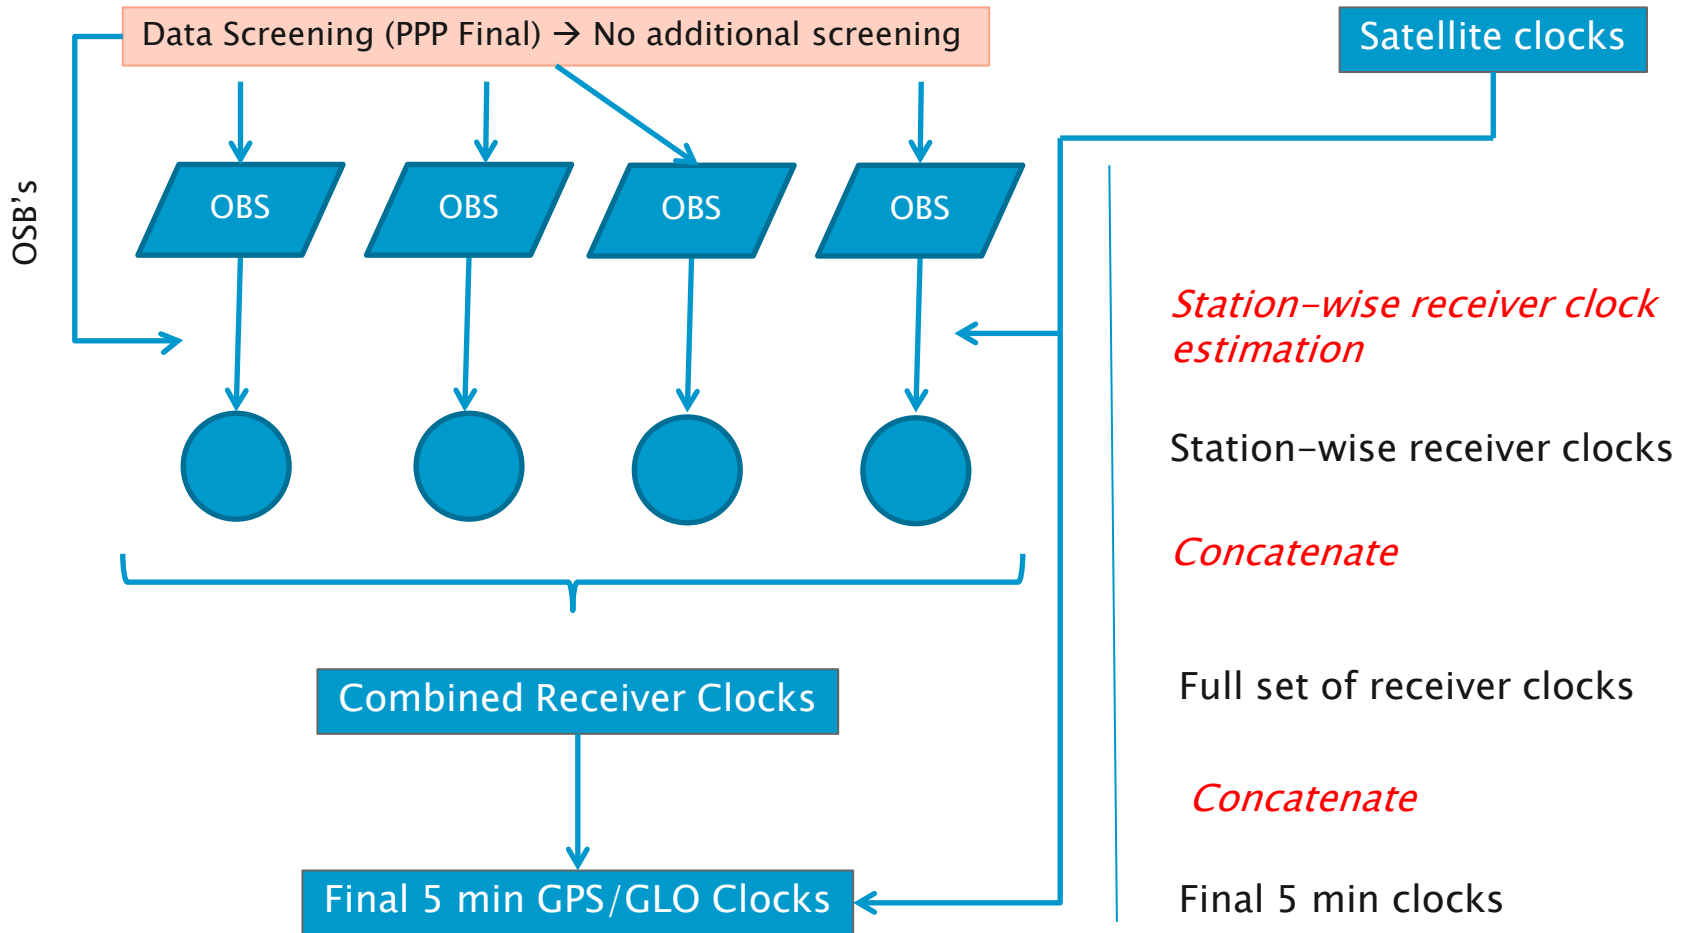 Data Screening (PPP Final) → No additional screening
Satellite clocks
OSB's
OBS
OBS
OBS
OBS
Station-wise receiver clock
estimation
Station-wise receiver clocks
Concatenate
Combined Receiver Clocks
Full set of receiver clocks
Concatenate
Final 5 min GPS/GLO Clocks
Final 5 min clocks